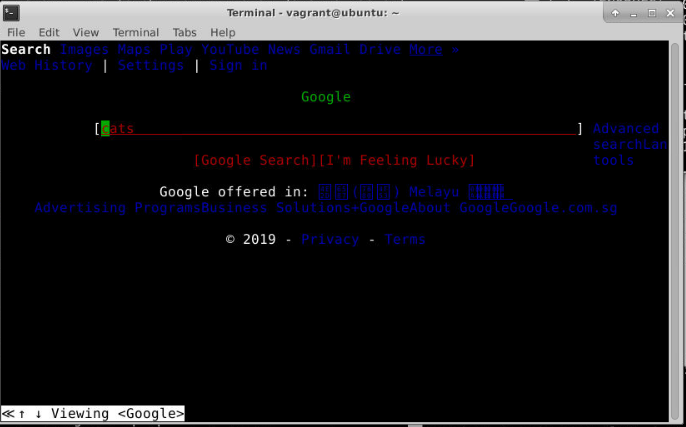 Terminal - vagrant@ubuntu: ~
File Edit View Terminal Tabs Help
Search Images Maps Play YouTube News Gmail Drive More »
Web History | Settings | Sign in
Google
[cats] Advanced
searchLan
[Google Search][I'm Feeling Lucky] tools
Google offered in: () Melayu
Advertising ProgramsBusiness Solutions+GoogleAbout GoogleGoogle.com.sg
© 2019 - Privacy - Terms
≪↑ ↓ Viewing <Google>